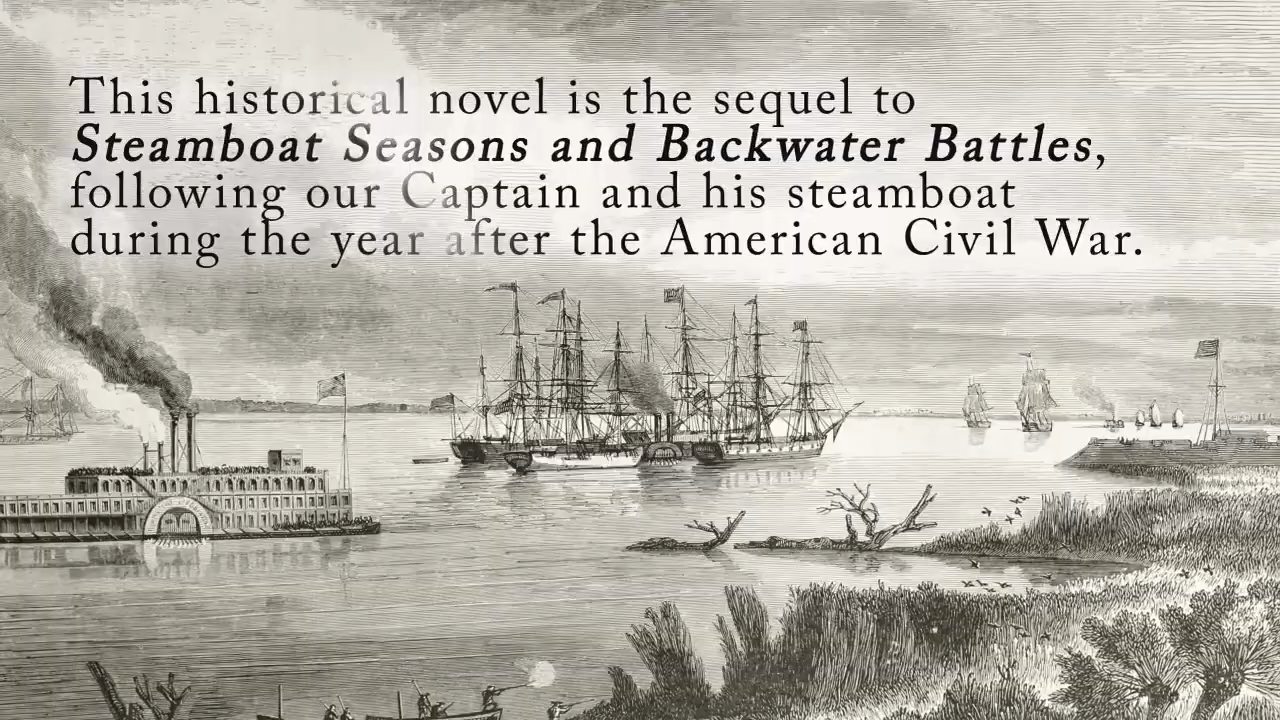 This historical novel is the sequel to
Steamboat Seasons and Backwater Battles,
following our Captain and his steamboat
during the year after the American Civil War.